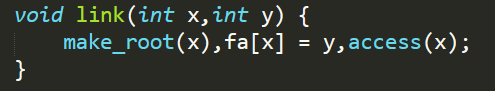 void link(int x,int y) {
    make_root(x),fa[x] = y,access(x);
}